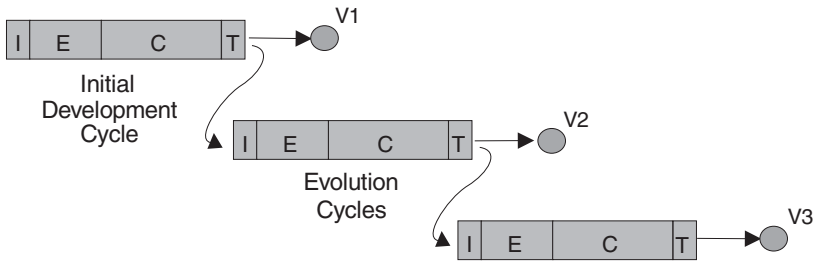 V1
I E C T
Initial
Development
Cycle
V2
I E C T
Evolution
Cycles
V3
I E C T